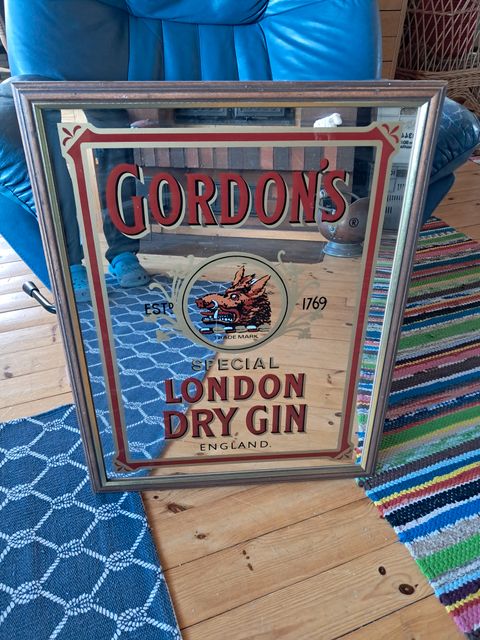 GORDON'S
®
ESTD 1769
TRADE MARK
SPECIAL
LONDON
DRY GIN
ENGLAND.